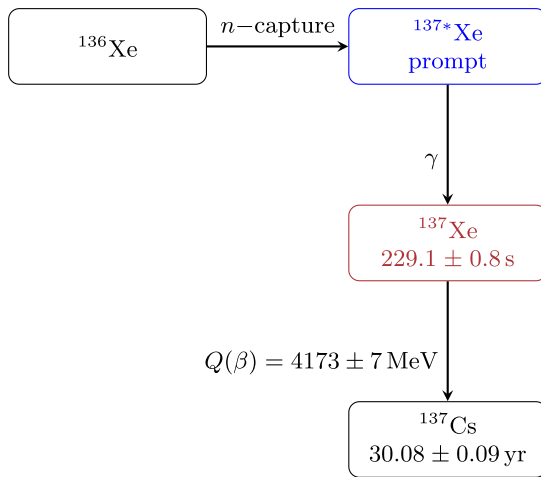 ¹³⁶Xe
n−capture
¹³⁷*Xe
prompt
γ
¹³⁷Xe
229.1 ± 0.8 s
Q(β) = 4173 ± 7 MeV
¹³⁷Cs
30.08 ± 0.09 yr